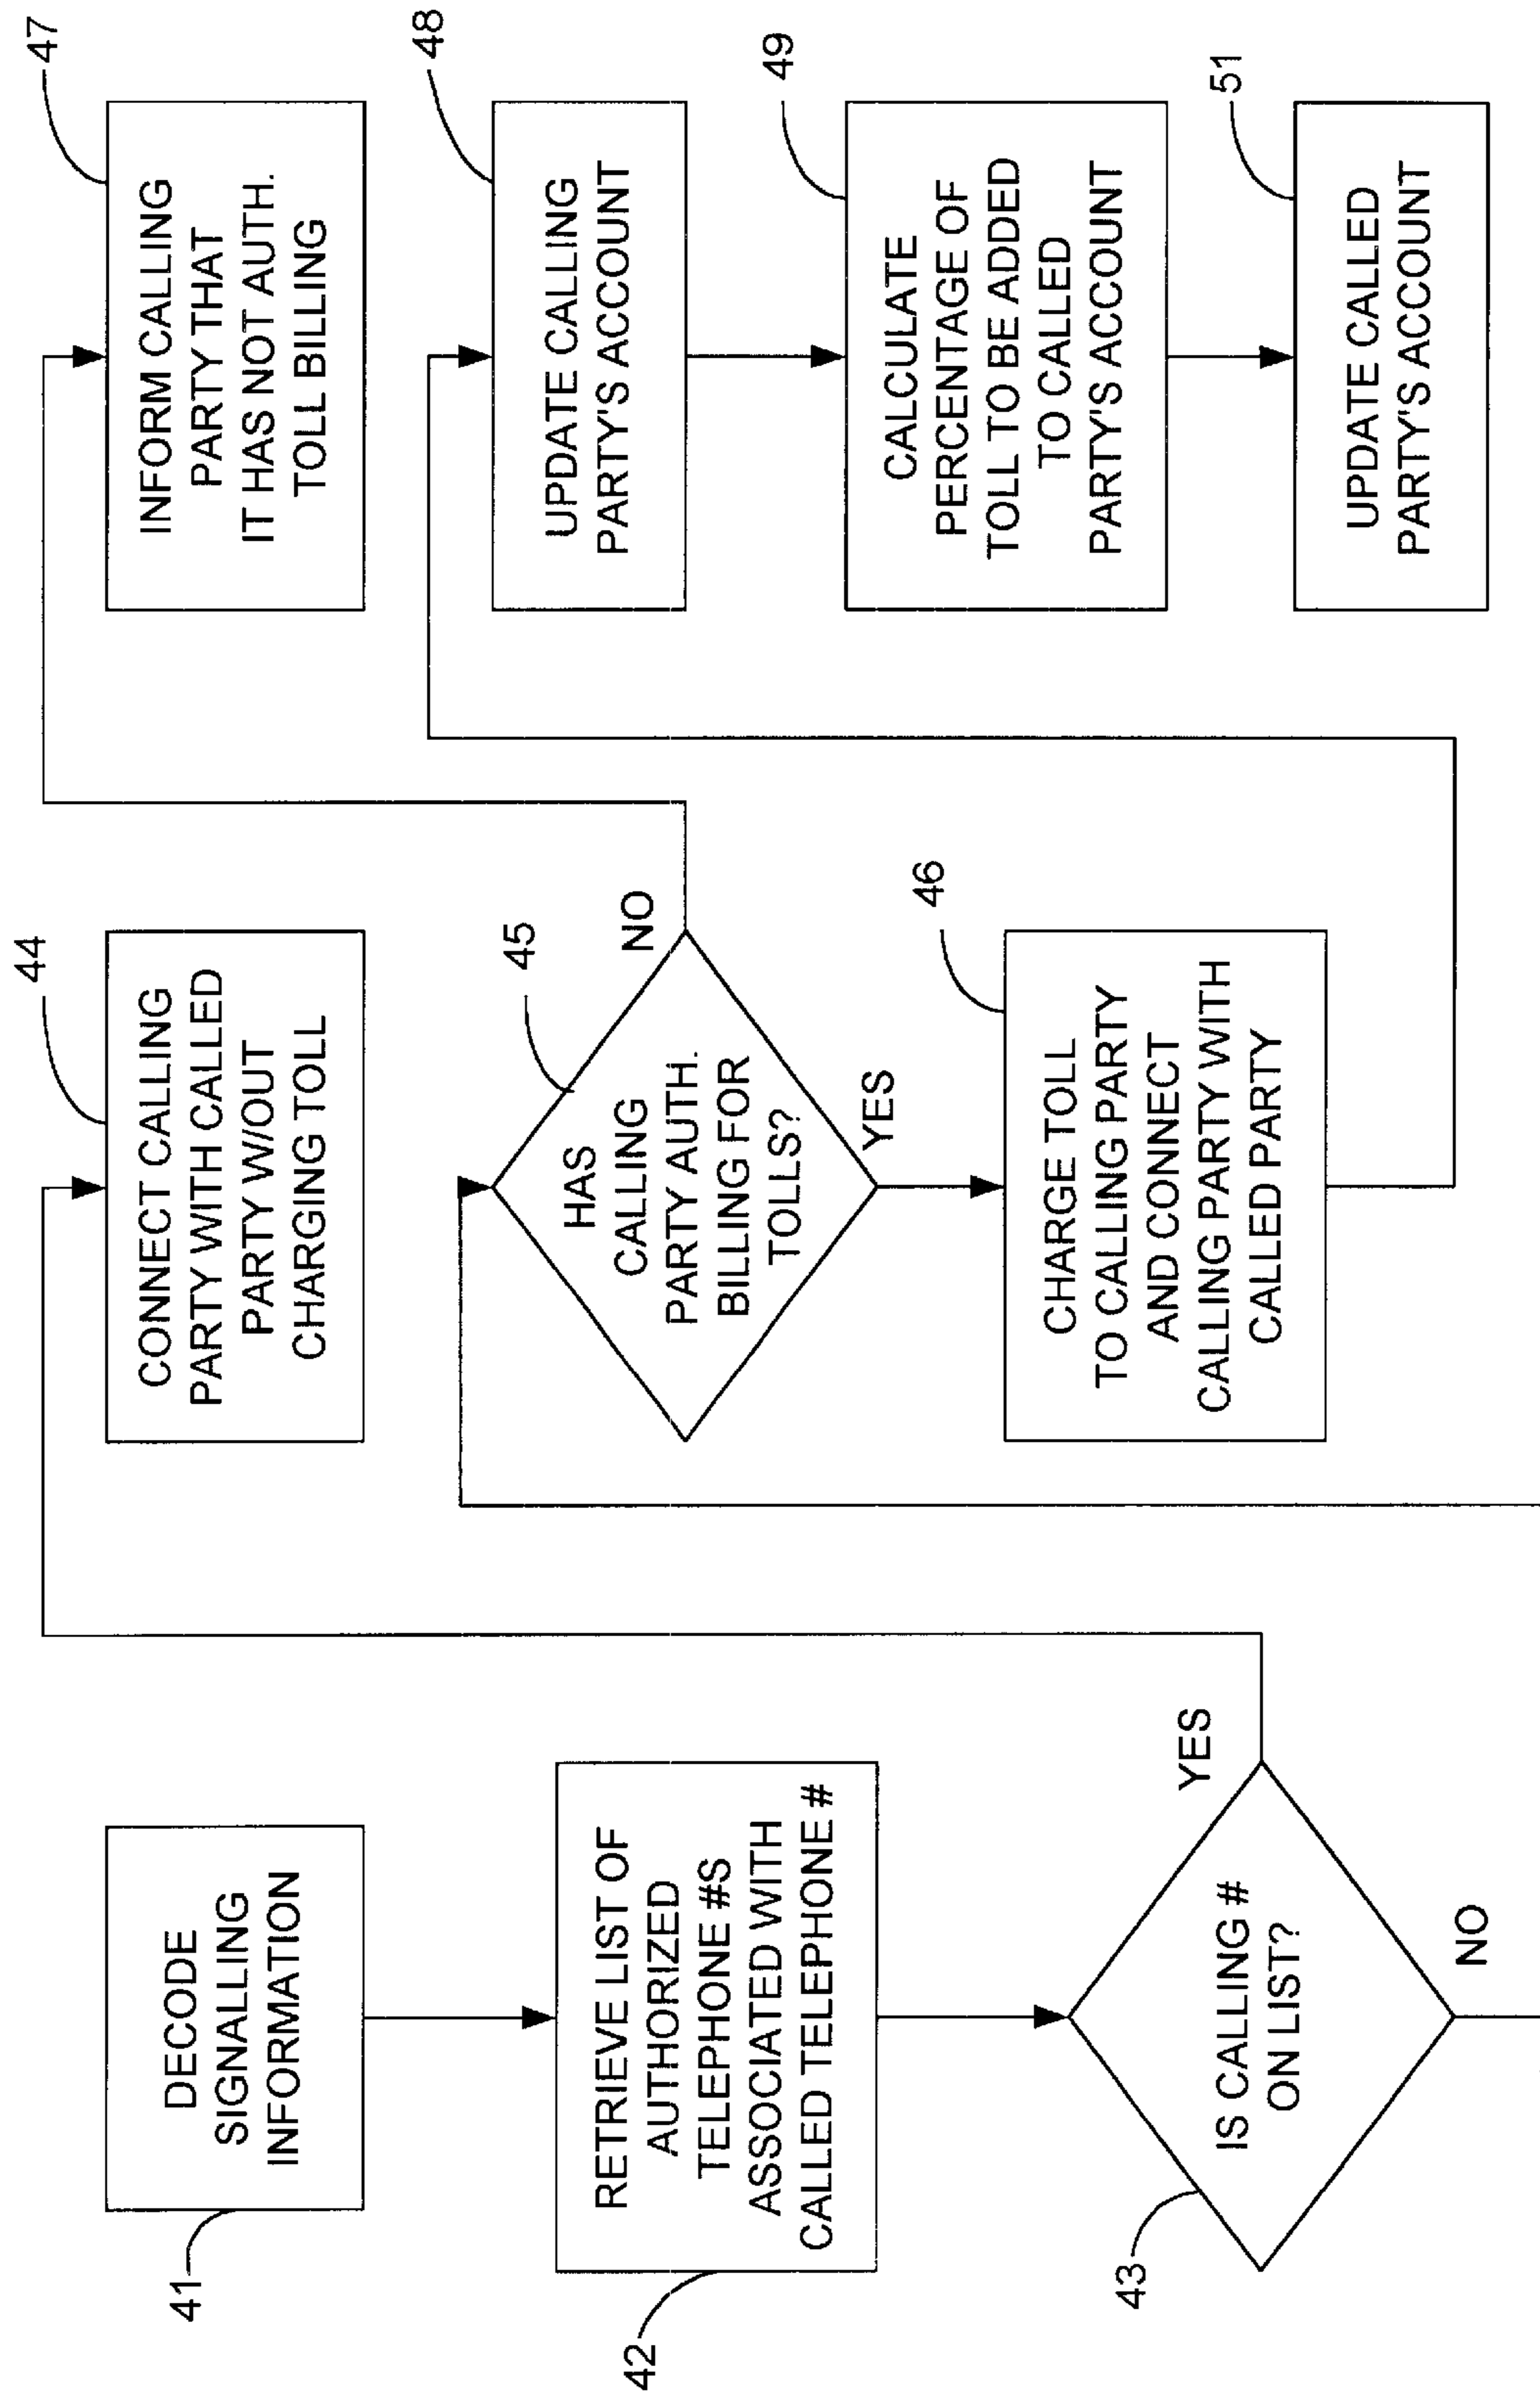 41
DECODE
SIGNALLING
INFORMATION
42
RETRIEVE LIST OF
AUTHORIZED
TELEPHONE #S
ASSOCIATED WITH
CALLED TELEPHONE #
43
IS CALLING #
ON LIST?
YES
NO
44
CONNECT CALLING
PARTY WITH CALLED
PARTY W/OUT
CHARGING TOLL
45
HAS
CALLING
PARTY AUTH.
BILLING FOR
TOLLS?
NO
YES
46
CHARGE TOLL
TO CALLING PARTY
AND CONNECT
CALLING PARTY WITH
CALLED PARTY
47
INFORM CALLING
PARTY THAT
IT HAS NOT AUTH.
TOLL BILLING
48
UPDATE CALLING
PARTY'S ACCOUNT
49
CALCULATE
PERCENTAGE OF
TOLL TO BE ADDED
TO CALLED
PARTY'S ACCOUNT
51
UPDATE CALLED
PARTY'S ACCOUNT